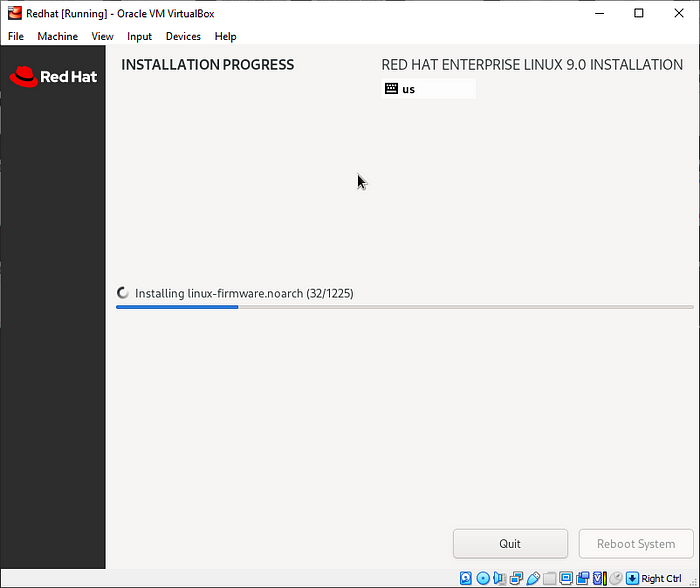 Redhat [Running] - Oracle VM VirtualBox
File Machine View Input Devices Help
Red Hat
INSTALLATION PROGRESS
RED HAT ENTERPRISE LINUX 9.0 INSTALLATION
us
Installing linux-firmware.noarch (32/1225)
Quit
Reboot System
Right Ctrl